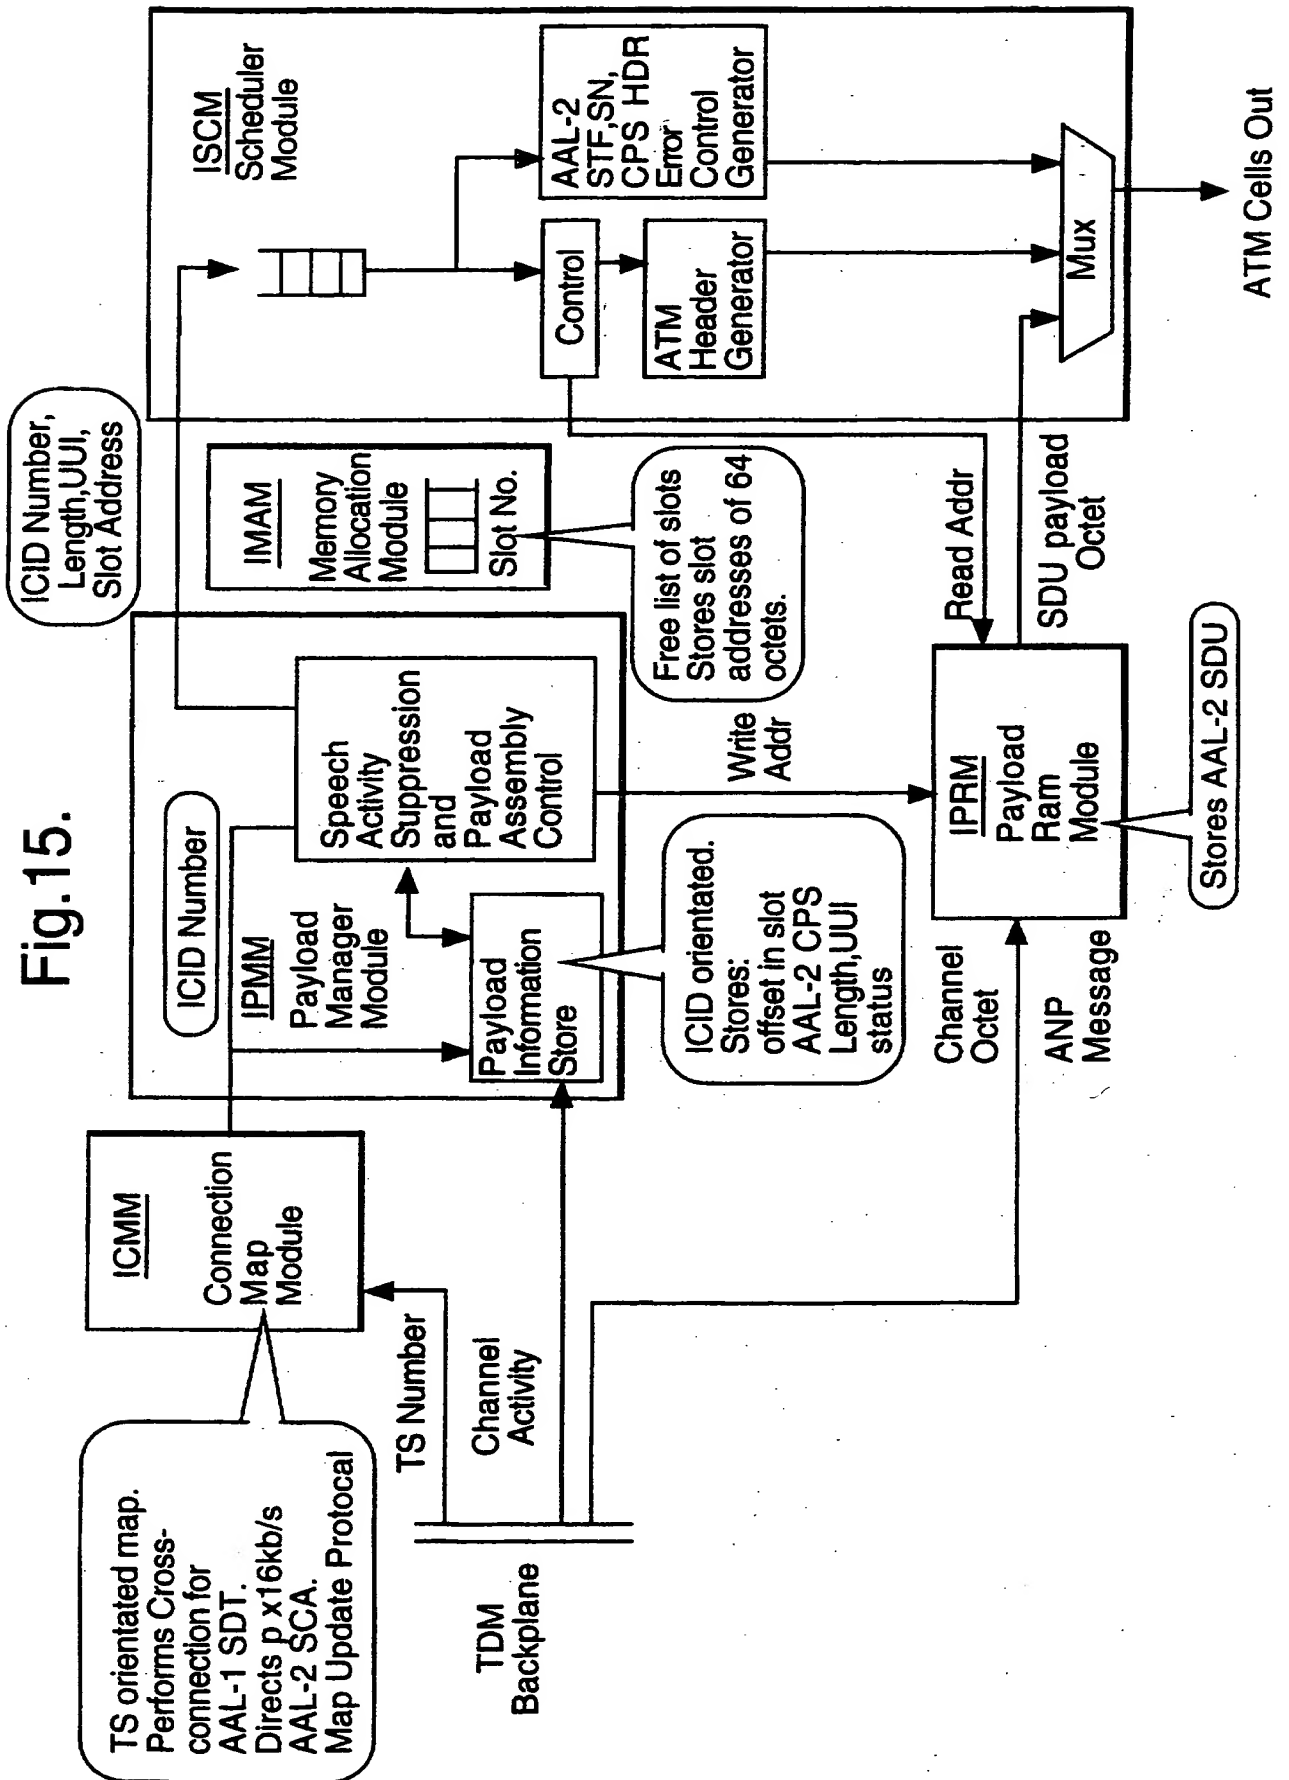 Fig.15.
TS orientated map.
Performs Cross-
connection for
AAL-1 SDT.
Directs p x16kb/s
AAL-2 SCA.
Map Update Protocal
ICMM
Connection
Map
Module
TS Number
Channel
Activity
TDM
Backplane
ICID Number
IPMM
Payload
Manager
Module
Payload
Information
Store
Speech
Activity
Suppression
and
Payload
Assembly
Control
ICID orientated.
Stores:
offset in slot
AAL-2 CPS
Length,UUI
status
Channel
Octet
ANP
Message
Write
Addr
IPRM
Payload
Ram
Module
Stores AAL-2 SDU
ICID Number,
Length,UUI,
Slot Address
IMAM
Memory
Allocation
Module
Slot No.
Free list of slots
Stores slot
addresses of 64
octets.
Read Addr
SDU payload
Octet
ISCM
Scheduler
Module
Control
ATM
Header
Generator
AAL-2
STF,SN,
CPS HDR
Error
Control
Generator
Mux
ATM Cells Out